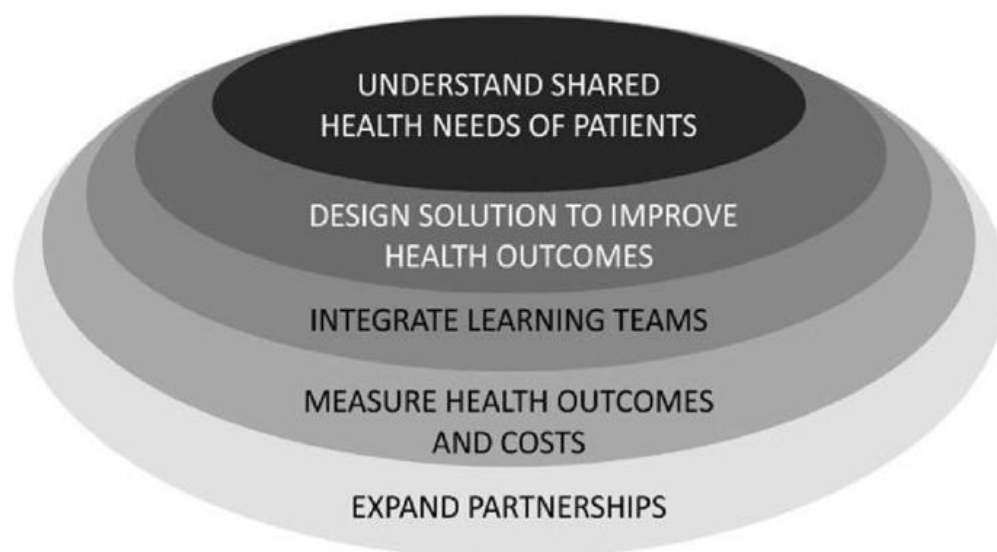 UNDERSTAND SHARED
HEALTH NEEDS OF PATIENTS
DESIGN SOLUTION TO IMPROVE
HEALTH OUTCOMES
INTEGRATE LEARNING TEAMS
MEASURE HEALTH OUTCOMES
AND COSTS
EXPAND PARTNERSHIPS